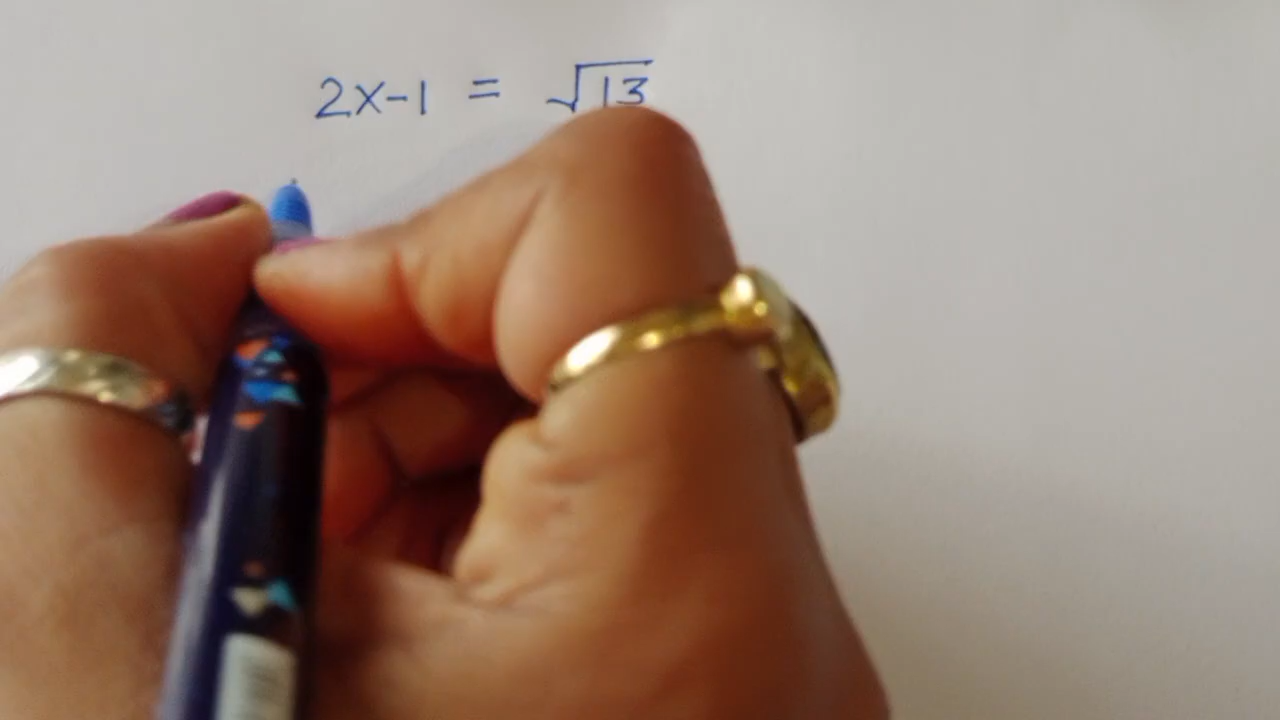 2x-1 = √13